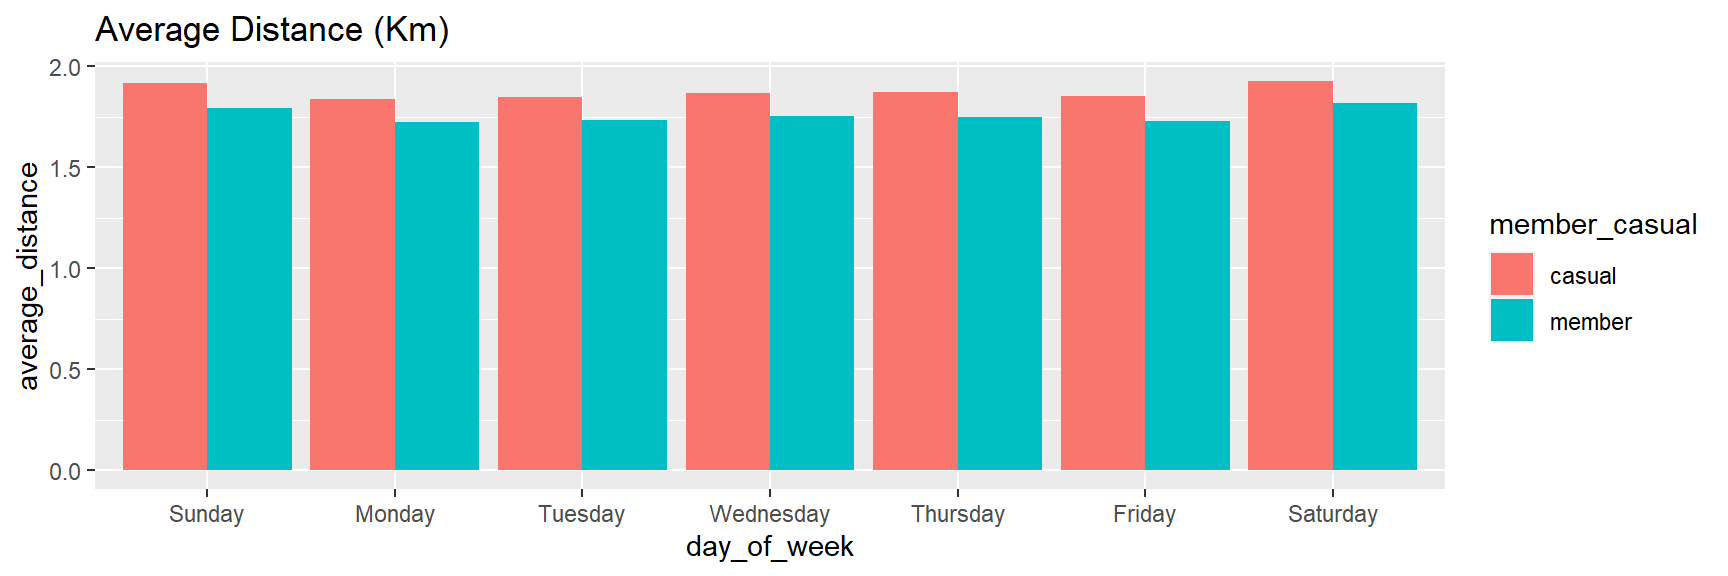 Average Distance (Km)
average_distance
2.0
1.5
1.0
0.5
0.0
Sunday Monday Tuesday Wednesday Thursday Friday Saturday
day_of_week
member_casual
casual
member